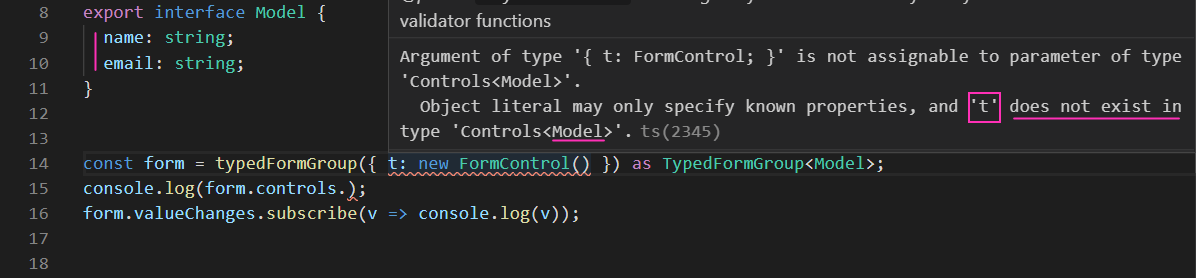 validator functions
8 export interface Model {
9 name: string;
10 email: string;
11 }
12
13
Argument of type '{ t: FormControl; }' is not assignable to parameter of type
'Controls<Model>'.
Object literal may only specify known properties, and 't' does not exist in
type 'Controls<Model>'. ts(2345)
14 const form = typedFormGroup({ t: new FormControl() }) as TypedFormGroup<Model>;
15 console.log(form.controls.);
16 form.valueChanges.subscribe(v => console.log(v));
17
18